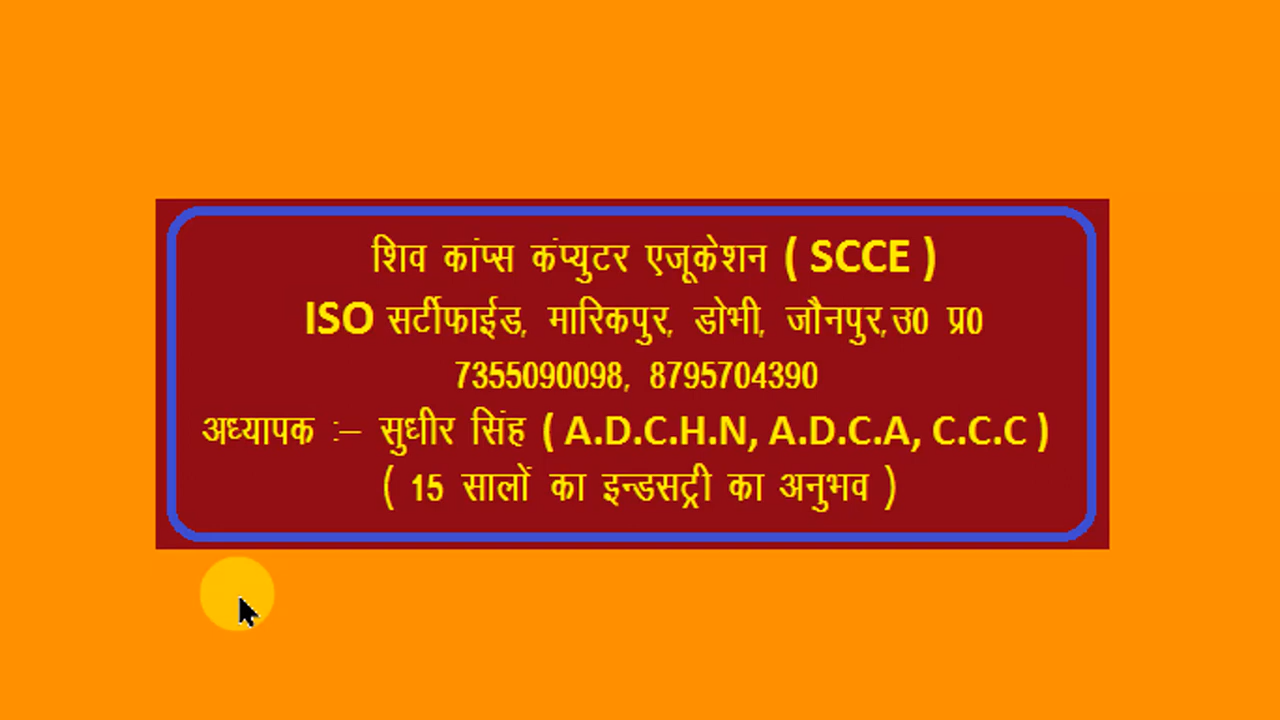 शिव कांप्स कंप्युटर एजूकेशन ( SCCE )
ISO सर्टीफाईड, मारिकपुर, डोभी, जौनपुर,उ0 प्र0
7355090098, 8795704390
अध्यापक :– सुधीर सिंह ( A.D.C.H.N, A.D.C.A, C.C.C )
( 15 सालों का इन्डसट्री का अनुभव )